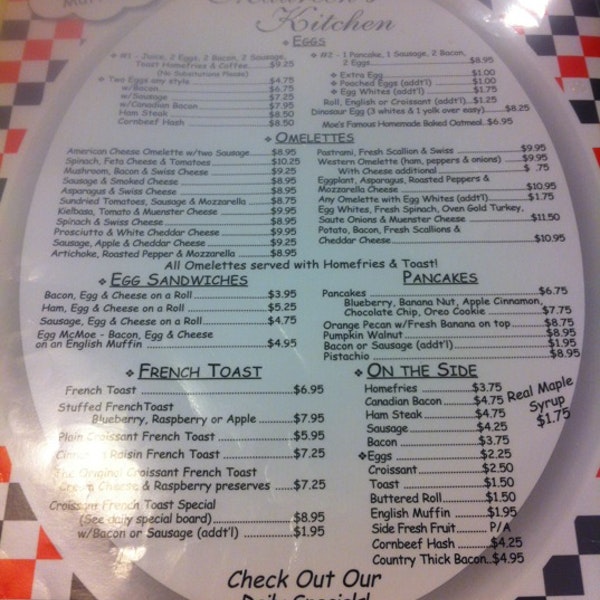 Kitchen
❖ EGGS
❖ #1 - Juice, 2 Eggs, 2 Bacon, 2 Sausage,
Toast Homefries & Coffee......$9.25
(No Substitutions Please)
❖ Two Eggs any style......$4.75
w/Bacon......$6.75
w/Sausage......$7.25
w/Canadian Bacon......$7.95
Ham Steak......$8.50
Cornbeef Hash......$8.50
❖ #2 - 1 Pancake, 1 Sausage, 2 Bacon,
2 Eggs......$8.95
❖ Extra Egg......$1.00
❖ Poached Eggs (addt'l)......$1.00
❖ Egg Whites (addt'l)......$1.75
Roll, English or Croissant (addt'l)...$1.25
Dinosaur Egg (3 whites & 1 yolk over easy)......$8.25
Moe's Famous Homemade Baked Oatmeal...$6.95
❖ OMELETTES
American Cheese Omelette w/two Sausage......$8.95
Spinach, Feta Cheese & Tomatoes......$10.25
Mushroom, Bacon & Swiss Cheese......$9.25
Sausage & Smoked Cheese......$8.95
Asparagus & Swiss Cheese......$8.95
Sundried Tomatoes, Sausage & Mozzarella......$8.75
Kielbasa, Tomato & Muenster Cheese......$9.95
Spinach & Swiss Cheese......$8.95
Prosciutto & White Cheddar Cheese......$8.95
Sausage, Apple & Cheddar Cheese......$9.25
Artichoke, Roasted Pepper & Mozzarella......$8.95
Pastrami, Fresh Scallion & Swiss......$9.95
Western Omelette (ham, peppers & onions)......$9.95
With Cheese additional......$ .75
Eggplant, Asparagus, Roasted Peppers &
Mozzarella Cheese......$10.95
Any Omelette with Egg Whites (addt'l)......$1.75
Egg Whites, Fresh Spinach, Oven Gold Turkey,
Saute Onions & Muenster Cheese......$11.50
Potato, Bacon, Fresh Scallions &
Cheddar Cheese......$10.95
All Omelettes served with Homefries & Toast!
❖ EGG SANDWICHES
Bacon, Egg & Cheese on a Roll......$3.95
Ham, Egg & Cheese on a Roll......$5.25
Sausage, Egg & Cheese on a Roll......$4.75
Egg McMoe - Bacon, Egg & Cheese
on an English Muffin......$4.95
PANCAKES
Pancakes......$6.75
Blueberry, Banana Nut, Apple Cinnamon,
Chocolate Chip, Oreo Cookie......$7.75
Orange Pecan w/Fresh Banana on top......$8.75
Pumpkin Walnut......$8.75
Bacon or Sausage (addt'l)......$1.95
Pistachio......$8.95
❖ FRENCH TOAST
French Toast......$6.95
Stuffed FrenchToast
Blueberry, Raspberry or Apple......$7.95
Plain Croissant French Toast......$5.95
Cinnamon Raisin French Toast......$7.25
The Original Croissant French Toast
Cream Cheese & Raspberry preserves......$7.25
Croissant French Toast Special
(See daily special board)......$8.95
w/Bacon or Sausage (addt'l)......$1.95
❖ ON THE SIDE
Homefries......$3.75
Canadian Bacon......$4.75
Ham Steak......$4.75
Sausage......$4.25
Bacon......$3.75
❖Eggs......$2.25
Croissant......$2.50
Toast......$1.50
Buttered Roll......$1.50
English Muffin......$1.95
Side Fresh Fruit......P/A
Cornbeef Hash......$4.25
Country Thick Bacon..$4.95
Real Maple
Syrup
$1.75
Check Out Our
Daily Specials!